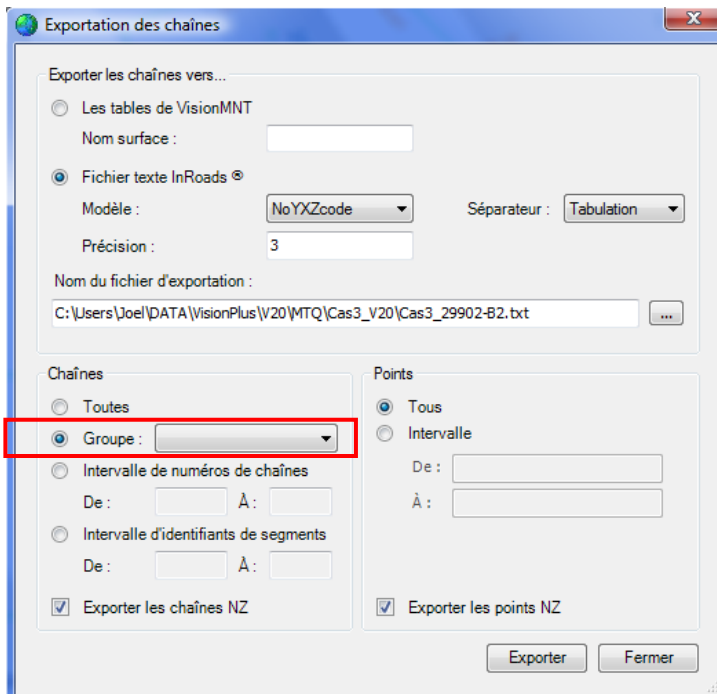 Exportation des chaînes
Exporter les chaînes vers...
Les tables de VisionMNT
Nom surface :
Fichier texte InRoads ®
Modèle : NoYXZcode Séparateur : Tabulation
Précision : 3
Nom du fichier d'exportation :
C:\Users\Joel\DATA\VisionPlus\V20\MTQ\Cas3_V20\Cas3_29902-B2.txt ...
Chaînes
Toutes
Groupe :
Intervalle de numéros de chaînes
De : À :
Intervalle d'identifiants de segments
De : À :
Exporter les chaînes NZ
Points
Tous
Intervalle
De :
À :
Exporter les points NZ
Exporter Fermer